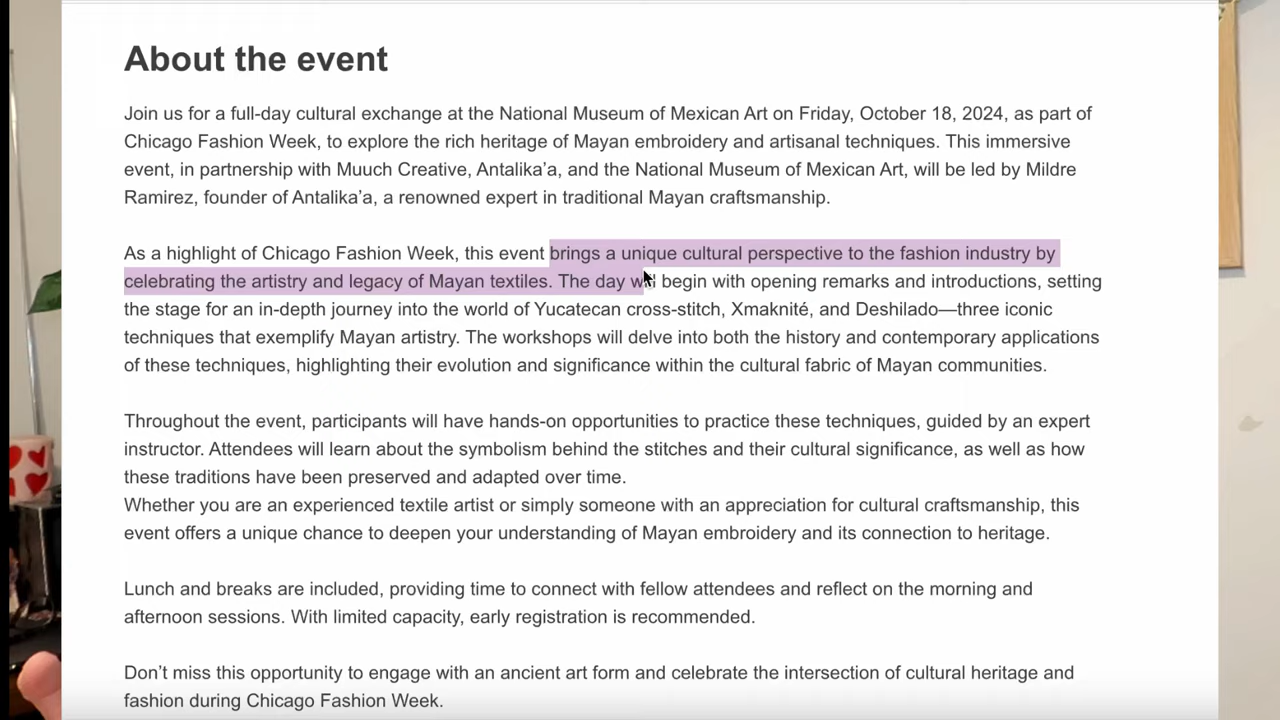 About the event
Join us for a full-day cultural exchange at the National Museum of Mexican Art on Friday, October 18, 2024, as part of
Chicago Fashion Week, to explore the rich heritage of Mayan embroidery and artisanal techniques. This immersive
event, in partnership with Muuch Creative, Antalika’a, and the National Museum of Mexican Art, will be led by Mildre
Ramirez, founder of Antalika’a, a renowned expert in traditional Mayan craftsmanship.
As a highlight of Chicago Fashion Week, this event brings a unique cultural perspective to the fashion industry by
celebrating the artistry and legacy of Mayan textiles. The day will begin with opening remarks and introductions, setting
the stage for an in-depth journey into the world of Yucatecan cross-stitch, Xmaknité, and Deshilado—three iconic
techniques that exemplify Mayan artistry. The workshops will delve into both the history and contemporary applications
of these techniques, highlighting their evolution and significance within the cultural fabric of Mayan communities.
Throughout the event, participants will have hands-on opportunities to practice these techniques, guided by an expert
instructor. Attendees will learn about the symbolism behind the stitches and their cultural significance, as well as how
these traditions have been preserved and adapted over time.
Whether you are an experienced textile artist or simply someone with an appreciation for cultural craftsmanship, this
event offers a unique chance to deepen your understanding of Mayan embroidery and its connection to heritage.
Lunch and breaks are included, providing time to connect with fellow attendees and reflect on the morning and
afternoon sessions. With limited capacity, early registration is recommended.
Don’t miss this opportunity to engage with an ancient art form and celebrate the intersection of cultural heritage and
fashion during Chicago Fashion Week.